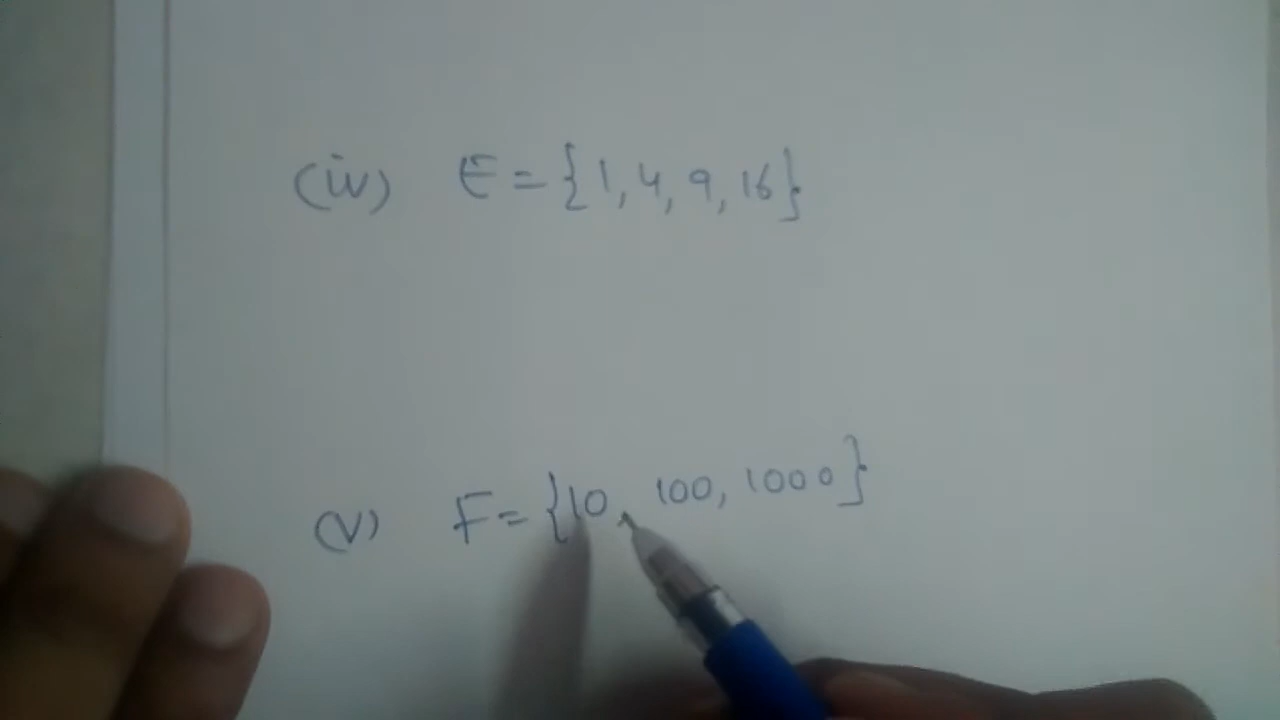 (iv) E = {1, 4, 9, 16}
(v) F = {10, 100, 1000}